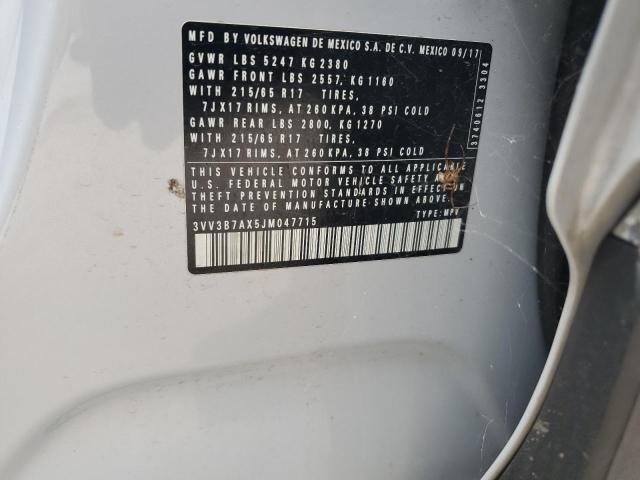 MFD BY VOLKSWAGEN DE MEXICO S.A. DE C.V. MEXICO 09/17
GVWR LBS 5247 KG 2380
GAWR FRONT LBS 2557, KG 1160
WITH 215/65 R17 TIRES,
7JX17 RIMS, AT 260 KPA, 38 PSI COLD
GAWR REAR LBS 2800, KG 1270
WITH 215/65 R17 TIRES,
7JX17 RIMS, AT 260 KPA, 38 PSI COLD
THIS VEHICLE CONFORMS TO ALL APPLICABLE
U.S. FEDERAL MOTOR VEHICLE SAFETY AND
THEFT PREVENTION STANDARDS IN EFFECT ON
THE DATE OF MANUFACTURE SHOWN ABOVE.
3VV3B7AX5JM047715 TYPE: MPV
3740612 3304